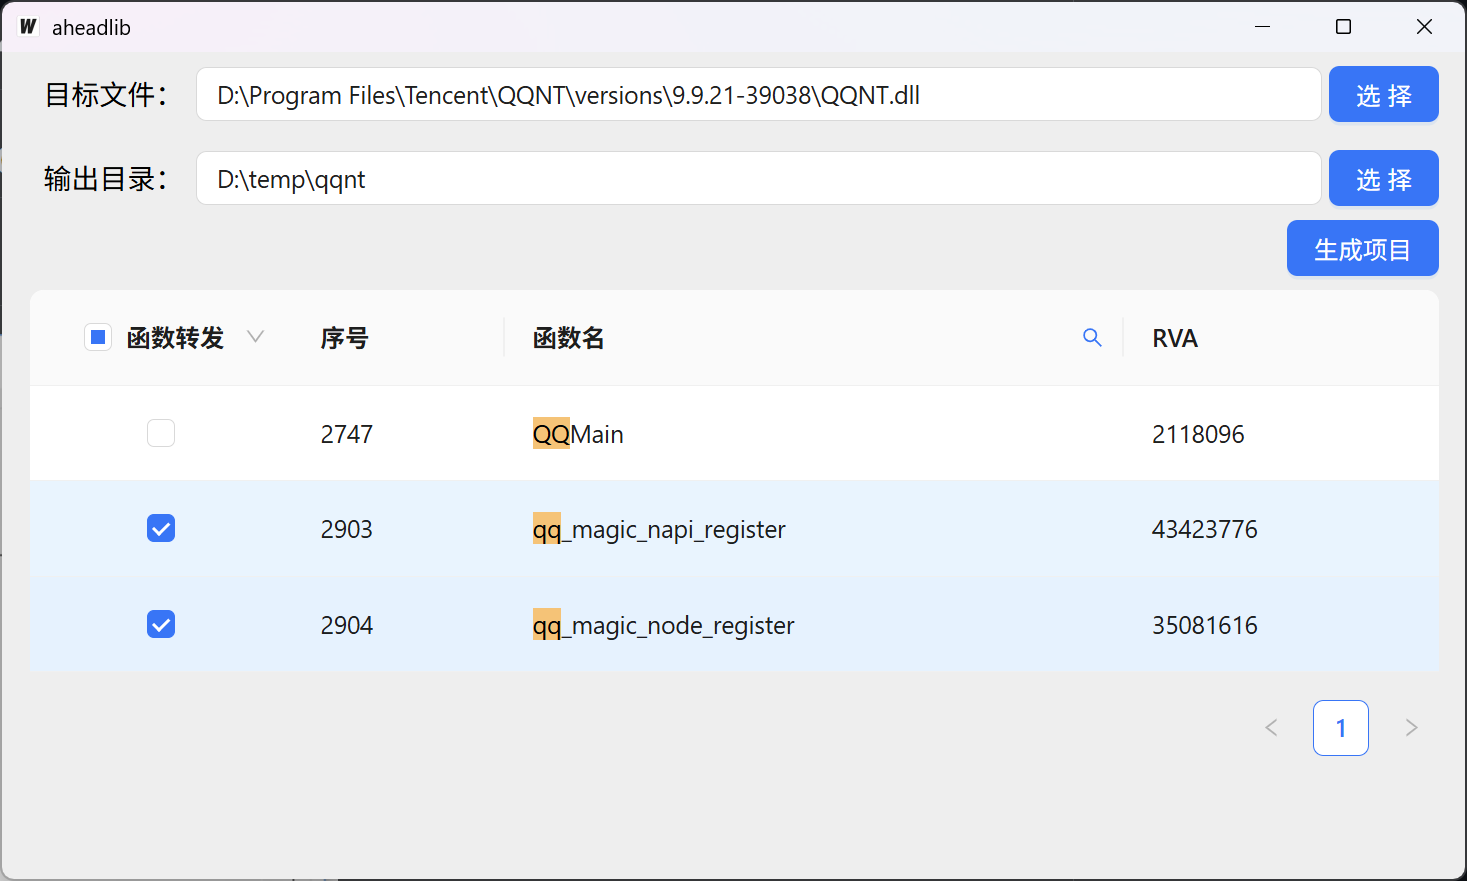 W aheadlib
目标文件： D:\Program Files\Tencent\QQNT\versions\9.9.21-39038\QQNT.dll 选 择
输出目录： D:\temp\qqnt 选 择
生成项目
函数转发 序号 函数名 RVA
2747 QQMain 2118096
2903 qq_magic_napi_register 43423776
2904 qq_magic_node_register 35081616
1